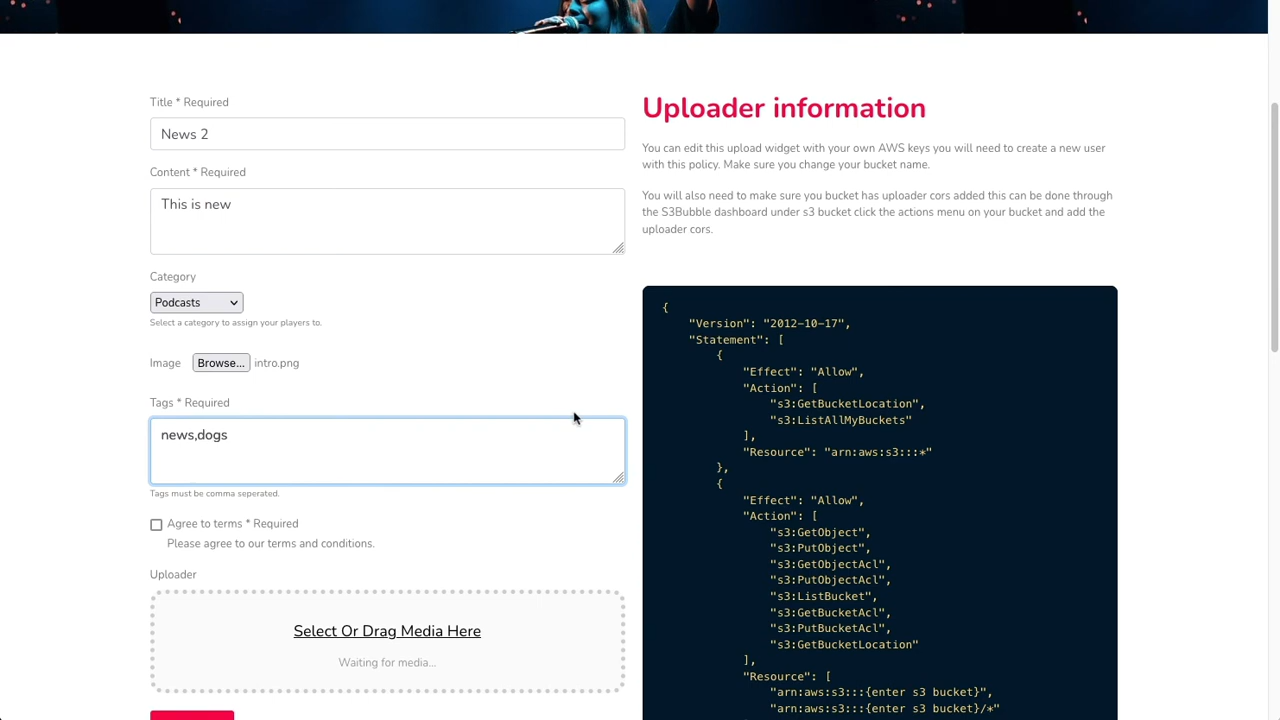 Title * Required
News 2
Content * Required
This is new
Category
Podcasts
Select a category to assign your players to.
Image Browse... intro.png
Tags * Required
news,dogs
Tags must be comma seperated.
Agree to terms * Required
Please agree to our terms and conditions.
Uploader
Select Or Drag Media Here
Waiting for media...
Uploader information
You can edit this upload widget with your own AWS keys you will need to create a new user
with this policy. Make sure you change your bucket name.
You will also need to make sure you bucket has uploader cors added this can be done through
the S3Bubble dashboard under s3 bucket click the actions menu on your bucket and add the
uploader cors.
{
"Version": "2012-10-17",
"Statement": [
{
"Effect": "Allow",
"Action": [
"s3:GetBucketLocation",
"s3:ListAllMyBuckets"
],
"Resource": "arn:aws:s3:::*"
},
{
"Effect": "Allow",
"Action": [
"s3:GetObject",
"s3:PutObject",
"s3:GetObjectAcl",
"s3:PutObjectAcl",
"s3:ListBucket",
"s3:GetBucketAcl",
"s3:PutBucketAcl",
"s3:GetBucketLocation"
],
"Resource": [
"arn:aws:s3:::{enter s3 bucket}",
"arn:aws:s3:::{enter s3 bucket}/*"